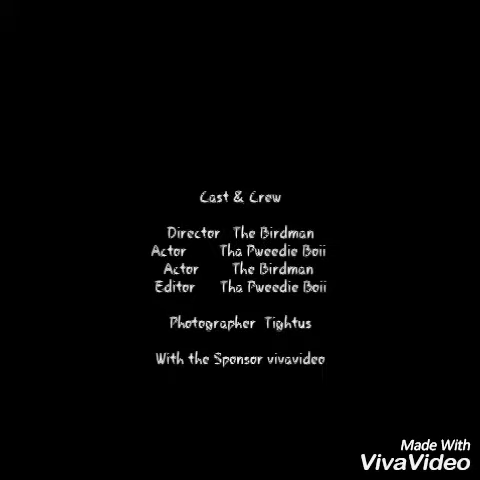 Cast & Crew
Director The Birdman
Actor Tha Pweedie Boii
Actor The Birdman
Editor Tha Pweedie Boii
Photographer Tightus
With the Sponsor vivavideo
Made With
VivaVideo